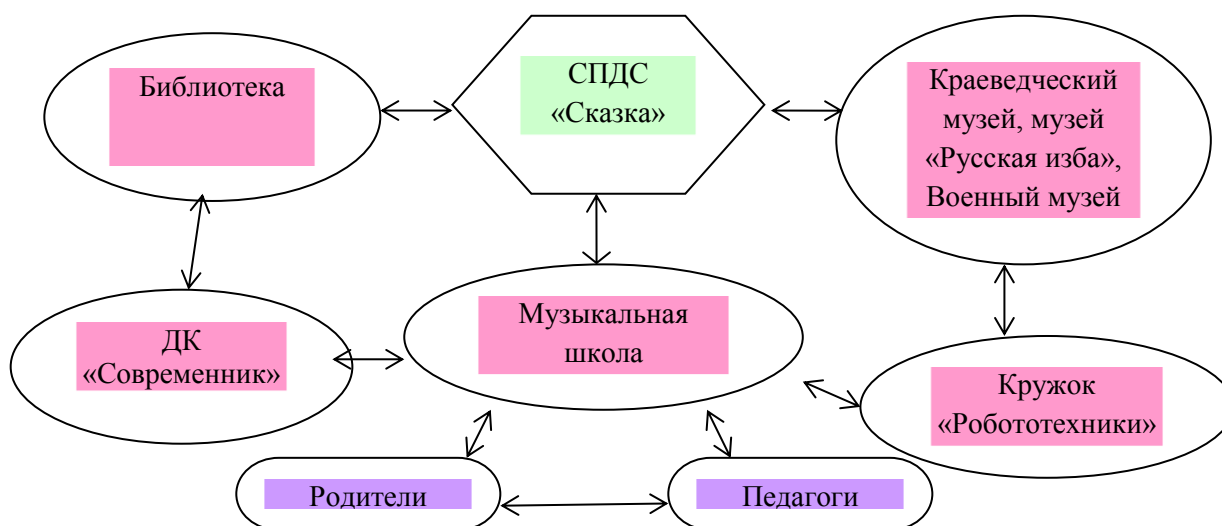 Библиотека
СПДС
«Сказка»
Краеведческий
музей, музей
«Русская изба»,
Военный музей
ДК
«Современник»
Музыкальная
школа
Кружок
«Робототехники»
Родители
Педагоги